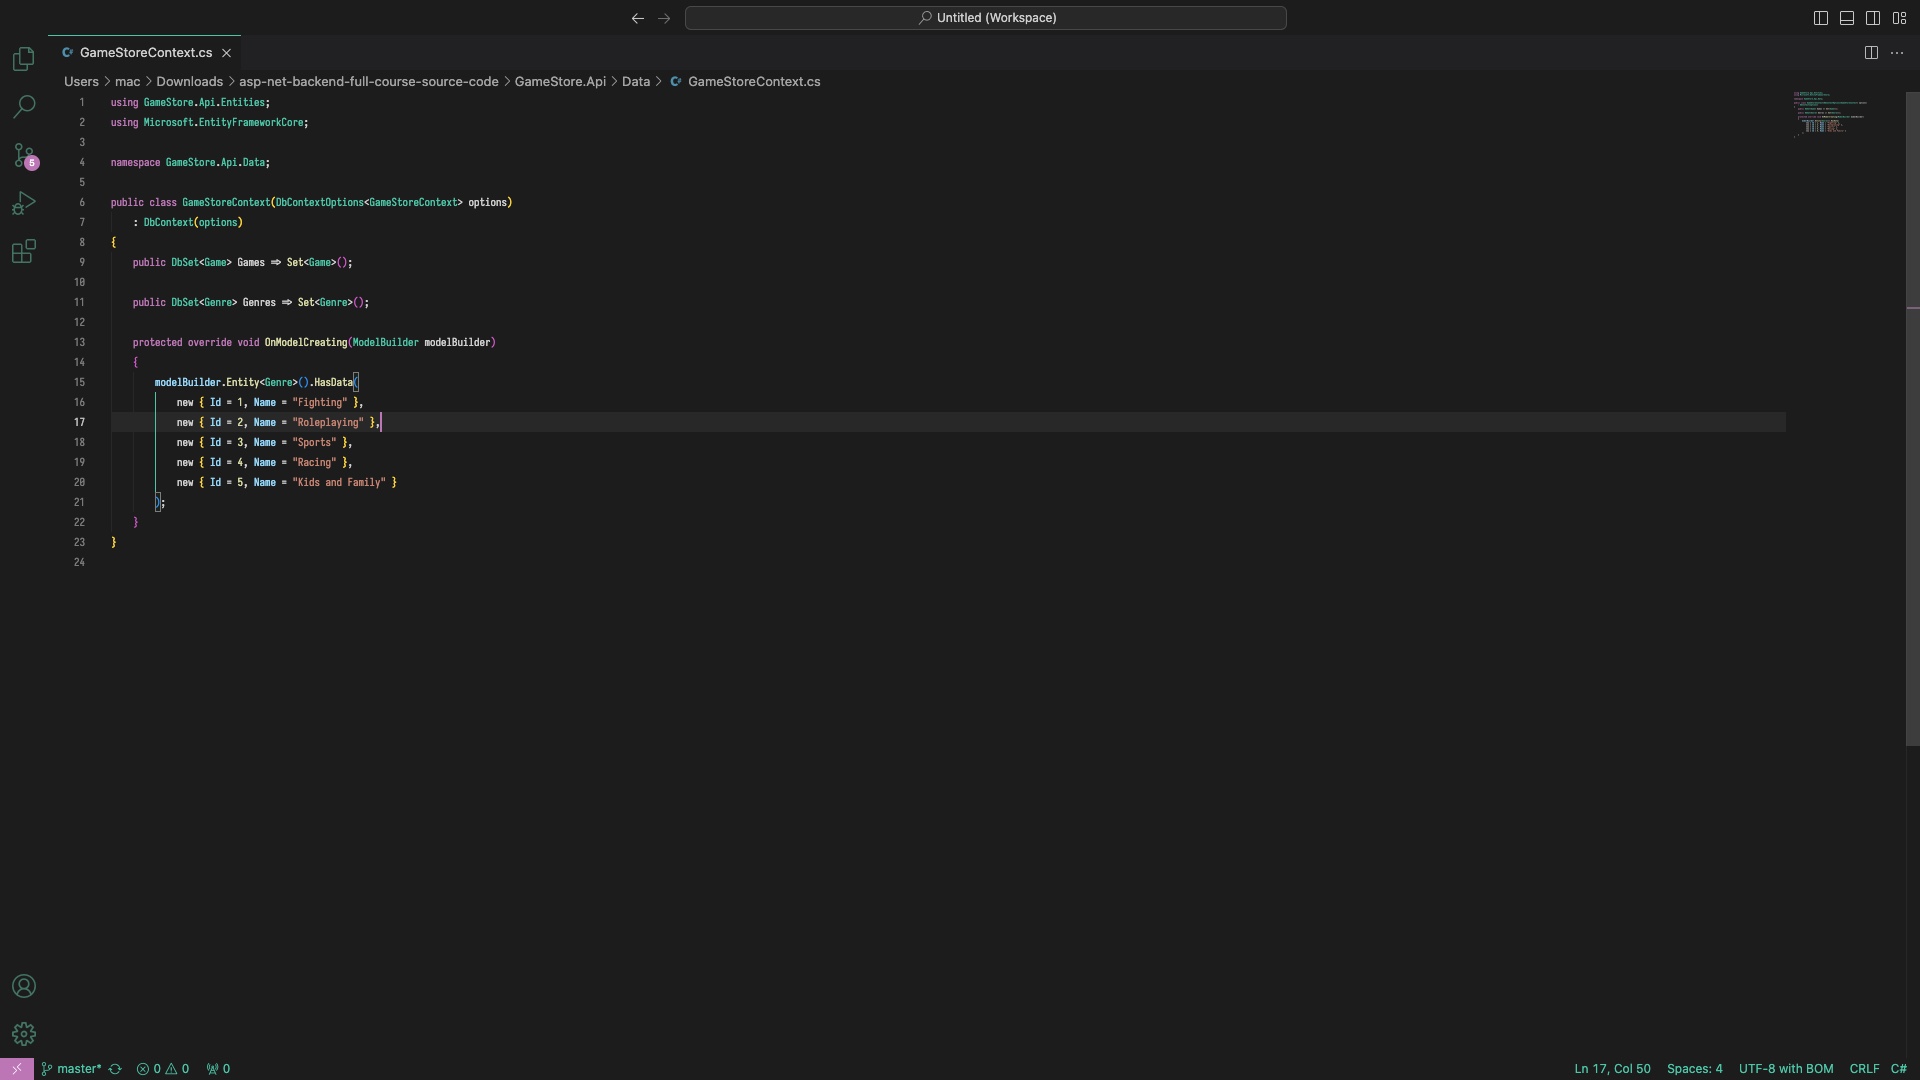 Untitled (Workspace)
GameStoreContext.cs
Users > mac > Downloads > asp-net-backend-full-course-source-code > GameStore.Api > Data > GameStoreContext.cs
1 using GameStore.Api.Entities;
2 using Microsoft.EntityFrameworkCore;
3
4 namespace GameStore.Api.Data;
5
6 public class GameStoreContext(DbContextOptions<GameStoreContext> options)
7 : DbContext(options)
8 {
9 public DbSet<Game> Games => Set<Game>();
10
11 public DbSet<Genre> Genres => Set<Genre>();
12
13 protected override void OnModelCreating(ModelBuilder modelBuilder)
14 {
15 modelBuilder.Entity<Genre>().HasData(
16 new { Id = 1, Name = "Fighting" },
17 new { Id = 2, Name = "Roleplaying" },
18 new { Id = 3, Name = "Sports" },
19 new { Id = 4, Name = "Racing" },
20 new { Id = 5, Name = "Kids and Family" }
21 );
22 }
23 }
24
5
master* 0 0 0 Ln 17, Col 50 Spaces: 4 UTF-8 with BOM CRLF C#